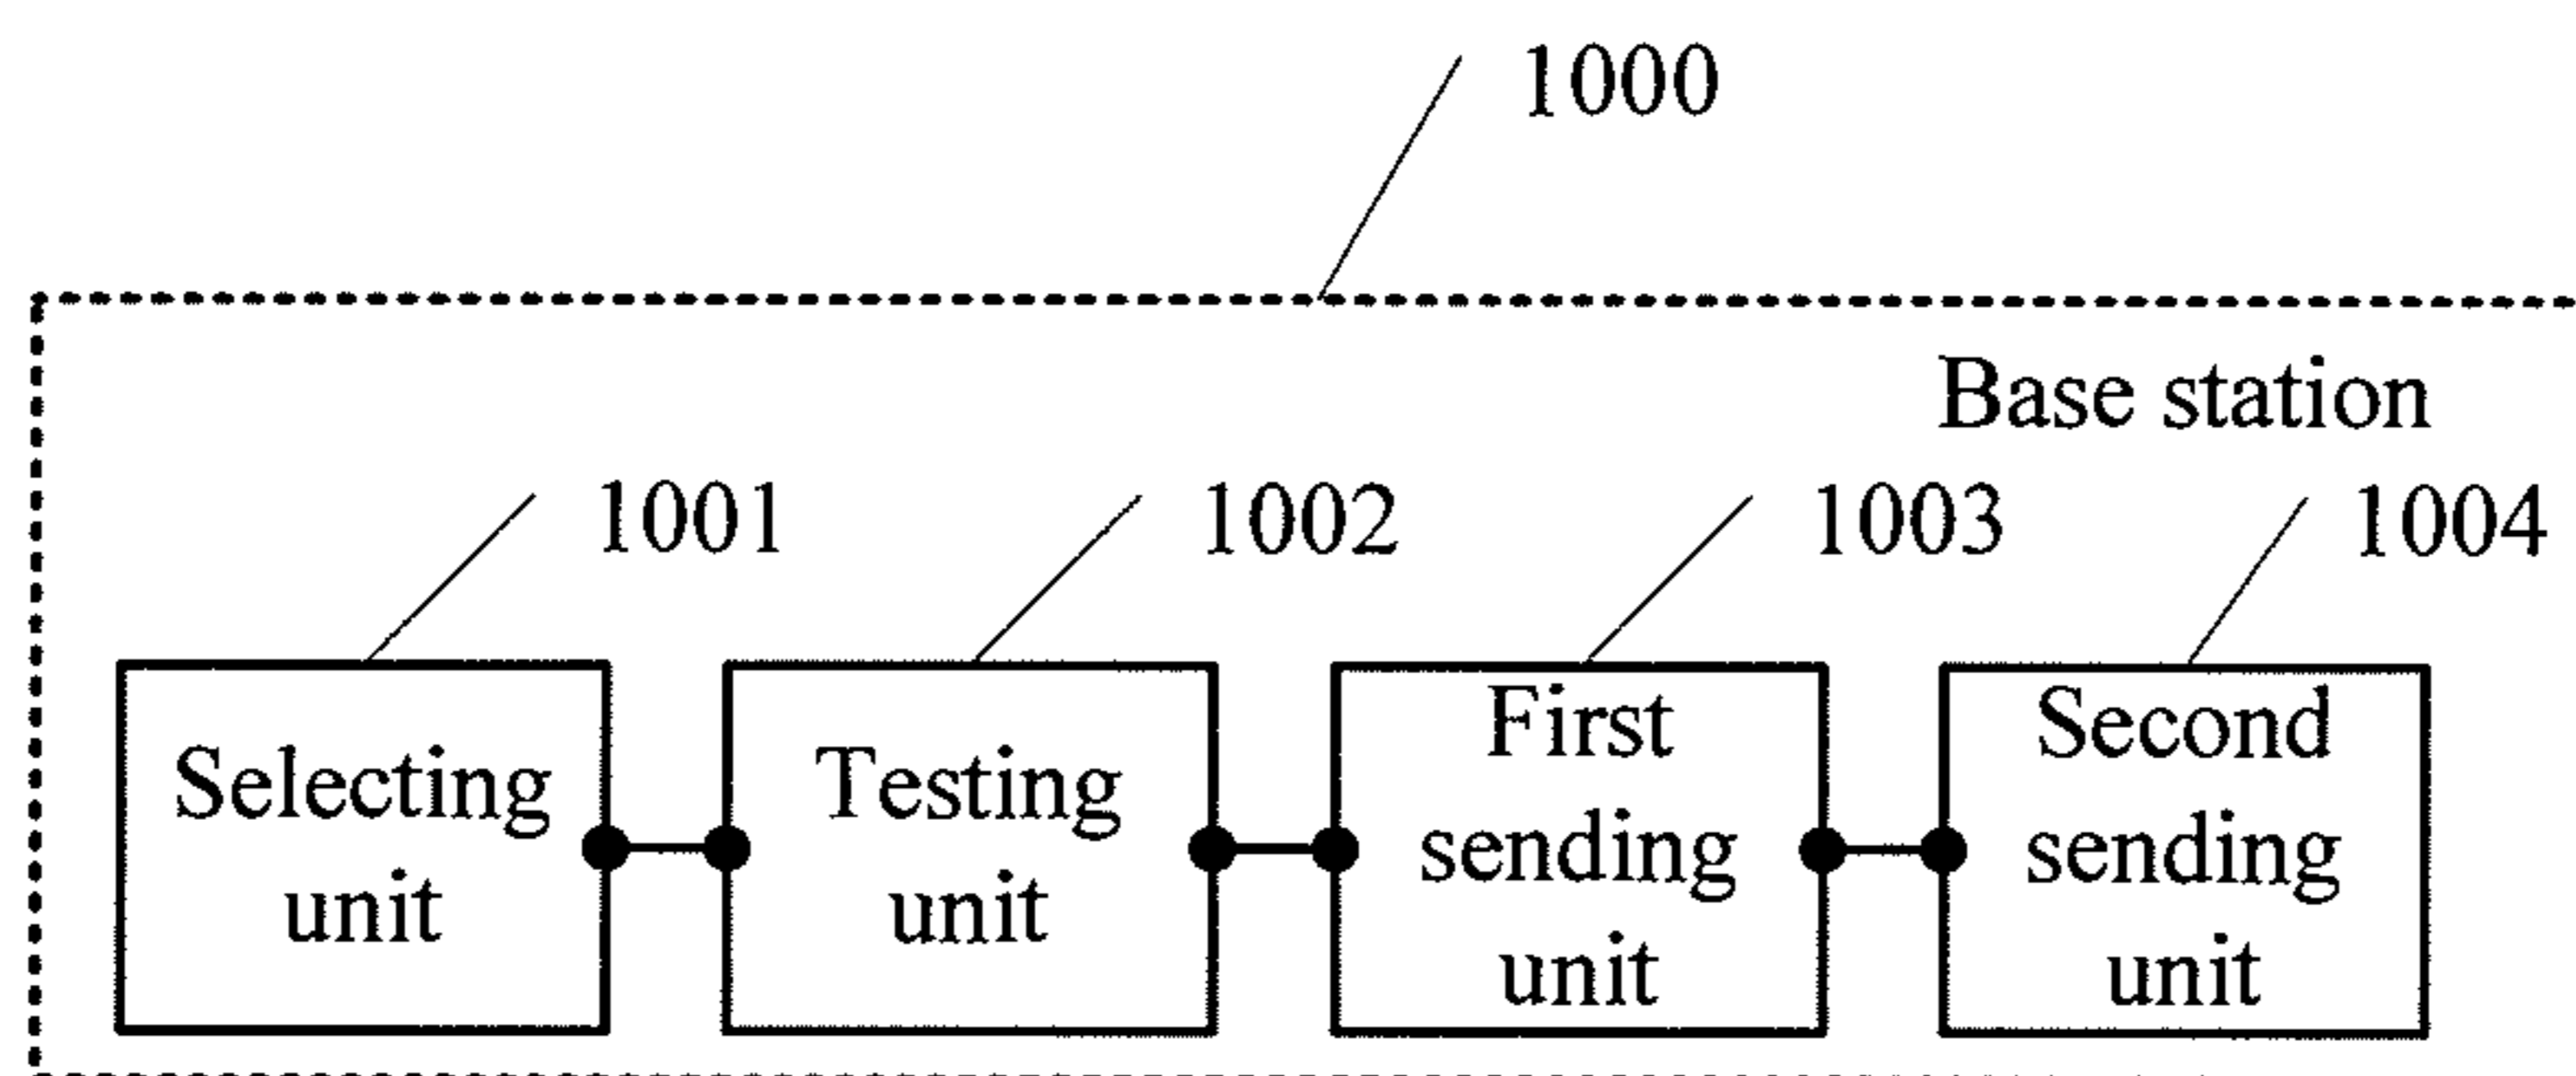 1000
Base station
1001
1002
1003
1004
Selecting
unit
Testing
unit
First
sending
unit
Second
sending
unit